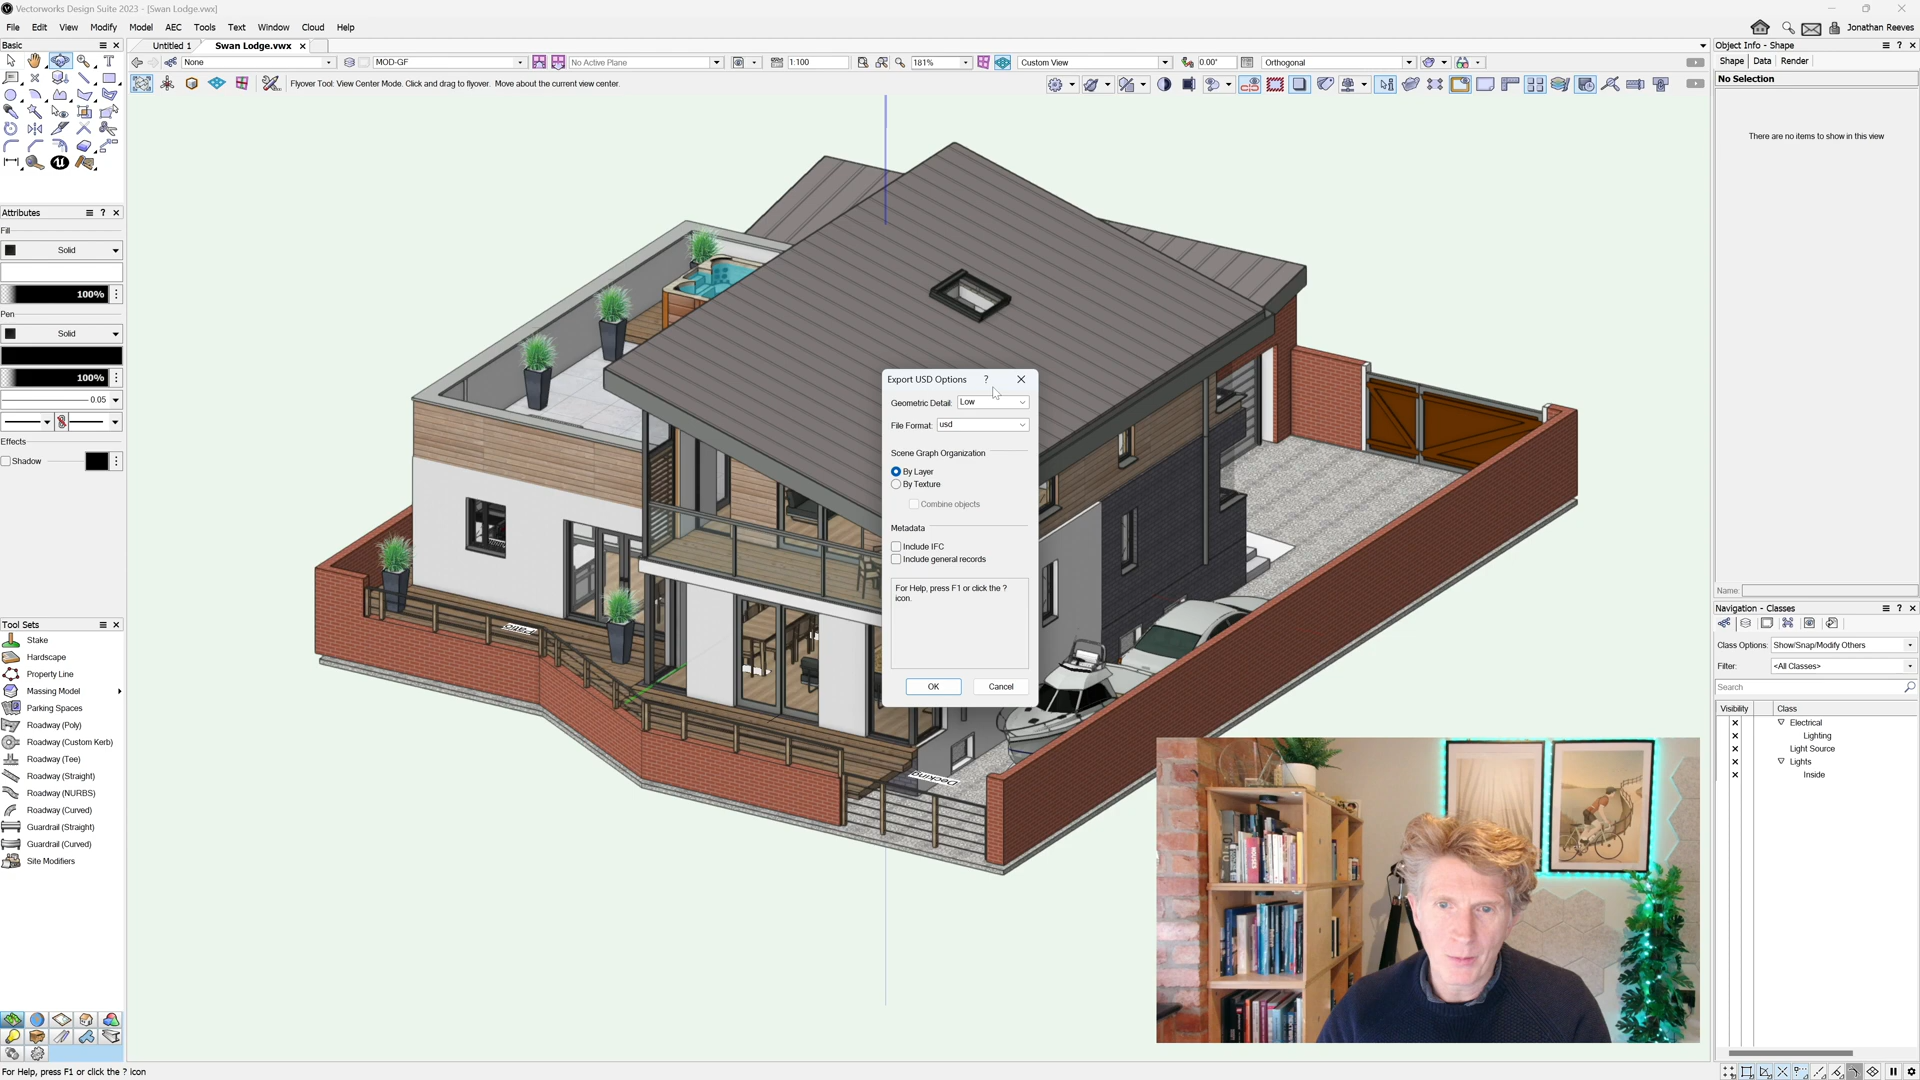 Vectorworks Design Suite 2023 - [Swan Lodge.vwx]
File Edit View Modify Model AEC Tools Text Window Cloud Help
Jonathan Reeves
Basic
Untitled 1 Swan Lodge.vwx
Object Info - Shape
None MOD-GF No Active Plane 1:100 181% Custom View 0.00° Orthogonal
Shape Data Render
Flyover Tool: View Center Mode. Click and drag to flyover. Move about the current view center.
No Selection
There are no items to show in this view
Attributes
Fill
Solid
100%
Pen
Solid
100%
0.05
Effects
Shadow
Export USD Options ?
Geometric Detail: Low
File Format: usd
Scene Graph Organization
By Layer
By Texture
Combine objects
Metadata
Include IFC
Include general records
For Help, press F1 or click the ?
icon.
OK Cancel
Patio
Decking
Tool Sets
Stake
Hardscape
Property Line
Massing Model
Parking Spaces
Roadway (Poly)
Roadway (Custom Kerb)
Roadway (Tee)
Roadway (Straight)
Roadway (NURBS)
Roadway (Curved)
Guardrail (Straight)
Guardrail (Curved)
Site Modifiers
Name:
Navigation - Classes
Class Options: Show/Snap/Modify Others
Filter: <All Classes>
Search
Visibility Class
Electrical
Lighting
Light Source
Lights
Inside
HOUSES
For Help, press F1 or click the ? icon